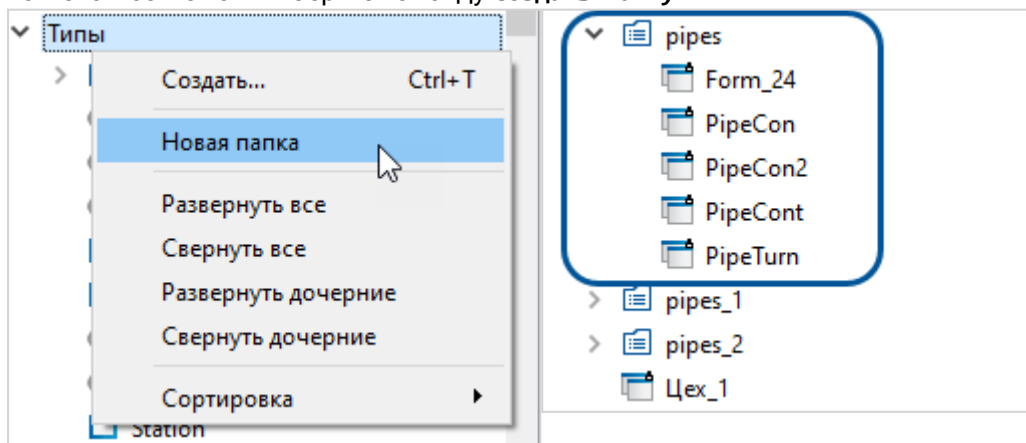 Типы
Создать... Ctrl+T
Новая папка
Развернуть все
Свернуть все
Развернуть дочерние
Свернуть дочерние
Сортировка
Station
pipes
Form_24
PipeCon
PipeCon2
PipeCont
PipeTurn
pipes_1
pipes_2
Цех_1